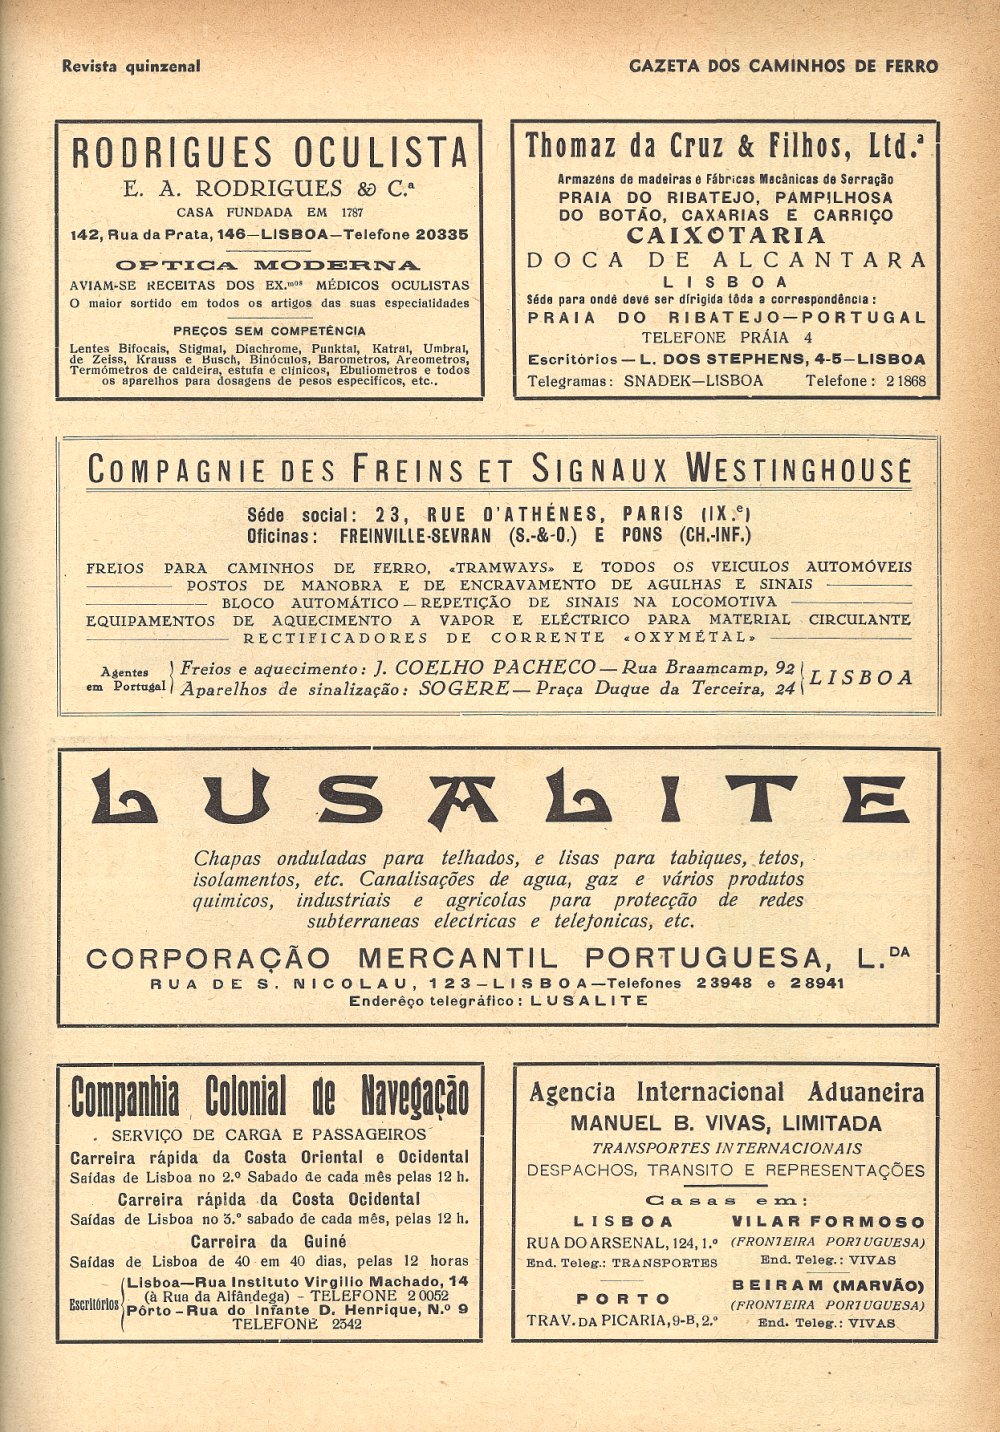 Revista quinzenal
GAZETA DOS CAMINHOS DE FERRO
RODRIGUES OCULISTA
E. A. RODRIGUES & C.ª
CASA FUNDADA EM 1787
142, Rua da Prata, 146—LISBOA—Telefone 20335
OPTICA MODERNA
AVIAM-SE RECEITAS DOS EX.mos MÉDICOS OCULISTAS
O maior sortido em todos os artigos das suas especialidades
PREÇOS SEM COMPETÊNCIA
Lentes Bifocais, Stigmal, Diachrome, Punktal, Katral, Umbral,
de Zeiss, Krauss e Busch, Binóculos, Barometros, Areometros,
Termómetros de caldeira, estufa e clínicos, Ebuliometros e todos
os aparelhos para dosagens de pesos especificos, etc..
Thomaz da Cruz & Filhos, Ltd.ª
Armazéns de madeiras e Fábricas Mecânicas de Serração
PRAIA DO RIBATEJO, PAMPILHOSA
DO BOTÃO, CAXARIAS E CARRIÇO
CAIXOTARIA
DOCA DE ALCANTARA
LISBOA
Séde para onde deve ser dirigida tôda a correspondência:
PRAIA DO RIBATEJO—PORTUGAL
TELEFONE PRÁIA 4
Escritórios—L. DOS STEPHENS, 4-5—LISBOA
Telegramas: SNADEK—LISBOA Telefone: 21868
COMPAGNIE DES FREINS ET SIGNAUX WESTINGHOUSE
Séde social: 23, RUE D'ATHÉNES, PARIS (IX.e)
Oficinas: FREINVILLE-SEVRAN (S.-&-O.) E PONS (CH.-INF.)
FREIOS PARA CAMINHOS DE FERRO, «TRAMWAYS» E TODOS OS VEICULOS AUTOMÓVEIS
POSTOS DE MANOBRA E DE ENCRAVAMENTO DE AGULHAS E SINAIS
BLOCO AUTOMÁTICO—REPETIÇÃO DE SINAIS NA LOCOMOTIVA
EQUIPAMENTOS DE AQUECIMENTO A VAPOR E ELÉCTRICO PARA MATERIAL CIRCULANTE
RECTIFICADORES DE CORRENTE «OXYMÉTAL»
Agentes em Portugal
Freios e aquecimento: J. COELHO PACHECO—Rua Braamcamp, 92
Aparelhos de sinalização: SOGERE—Praça Duque da Terceira, 24
LISBOA
LUSALITE
Chapas onduladas para telhados, e lisas para tabiques, tetos,
isolamentos, etc. Canalisações de agua, gaz e vários produtos
quimicos, industriais e agricolas para protecção de redes
subterraneas electricas e telefonicas, etc.
CORPORAÇÃO MERCANTIL PORTUGUESA, L.DA
RUA DE S. NICOLAU, 123—LISBOA—Telefones 23948 e 28941
Enderêço telegráfico: LUSALITE
Companhia Colonial de Navegação
SERVIÇO DE CARGA E PASSAGEIROS
Carreira rápida da Costa Oriental e Ocidental
Saídas de Lisboa no 2.º Sabado de cada mês pelas 12 h.
Carreira rápida da Costa Ocidental
Saídas de Lisboa no 3.º sabado de cada mês, pelas 12 h.
Carreira da Guiné
Saídas de Lisboa de 40 em 40 dias, pelas 12 horas
Escritórios
Lisboa—Rua Instituto Virgilio Machado, 14
(à Rua da Alfândega) - TELEFONE 20052
Pôrto - Rua do Infante D. Henrique, N.º 9
TELEFONE 2342
Agencia Internacional Aduaneira
MANUEL B. VIVAS, LIMITADA
TRANSPORTES INTERNACIONAIS
DESPACHOS, TRANSITO E REPRESENTAÇÕES
Casas em:
LISBOA
RUA DO ARSENAL, 124, 1.º
End. Teleg.: TRANSPORTES
PORTO
TRAV. DA PICARIA, 9-B, 2.º
VILAR FORMOSO
(FRONTEIRA PORTUGUESA)
End. Teleg.: VIVAS
BEIRAM (MARVÃO)
(FRONTEIRA PORTUGUESA)
End. Teleg.: VIVAS